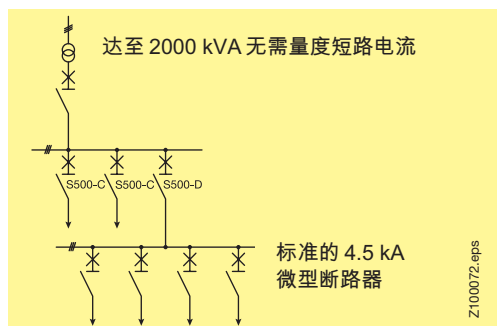 达至 2000 kVA 无需量度短路电流
S500-C S500-C S500-D
标准的 4.5 kA
微型断路器
Z100072.eps